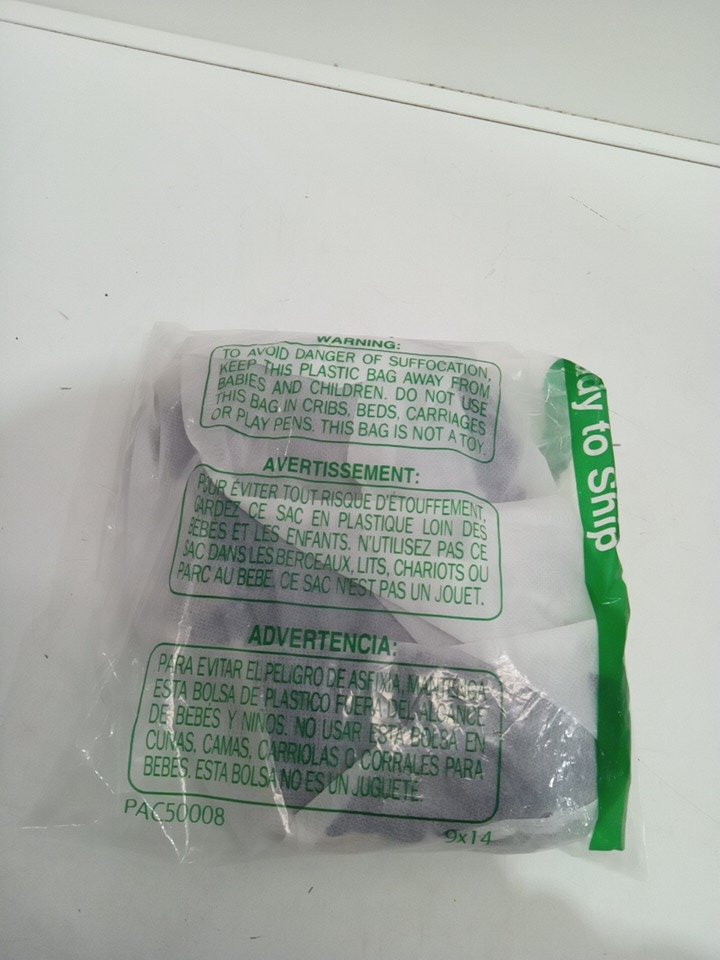 WARNING:
TO AVOID DANGER OF SUFFOCATION,
KEEP THIS PLASTIC BAG AWAY FROM
BABIES AND CHILDREN. DO NOT USE
THIS BAG IN CRIBS, BEDS, CARRIAGES
OR PLAY PENS. THIS BAG IS NOT A TOY.
AVERTISSEMENT:
POUR ÉVITER TOUT RISQUE D'ÉTOUFFEMENT,
GARDEZ CE SAC EN PLASTIQUE LOIN DES
BÉBÉS ET LES ENFANTS. N'UTILISEZ PAS CE
SAC DANS LES BERCEAUX, LITS, CHARIOTS OU
PARC AU BEBE. CE SAC N'EST PAS UN JOUET.
ADVERTENCIA:
PARA EVITAR EL PELIGRO DE ASFIXIA, MANTENGA
ESTA BOLSA DE PLASTICO FUERA DEL ALCANCE
DE BEBES Y NINOS. NO USAR ESTA BOLSA EN
CUNAS, CAMAS, CARRIOLAS O CORRALES PARA
BEBES. ESTA BOLSA NO ES UN JUGUETE.
PAC50008
9x14
dy to Ship